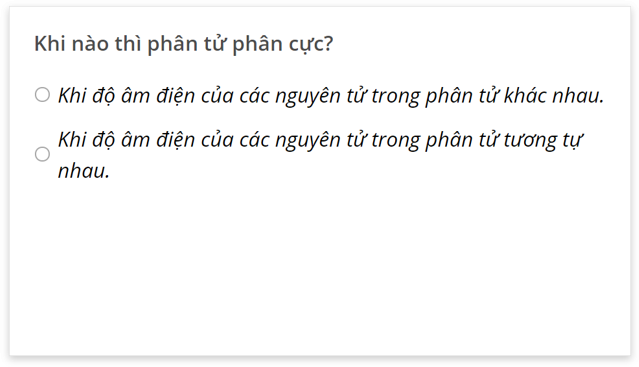 Khi nào thì phân tử phân cực?
Khi độ âm điện của các nguyên tử trong phân tử khác nhau.
Khi độ âm điện của các nguyên tử trong phân tử tương tự
nhau.